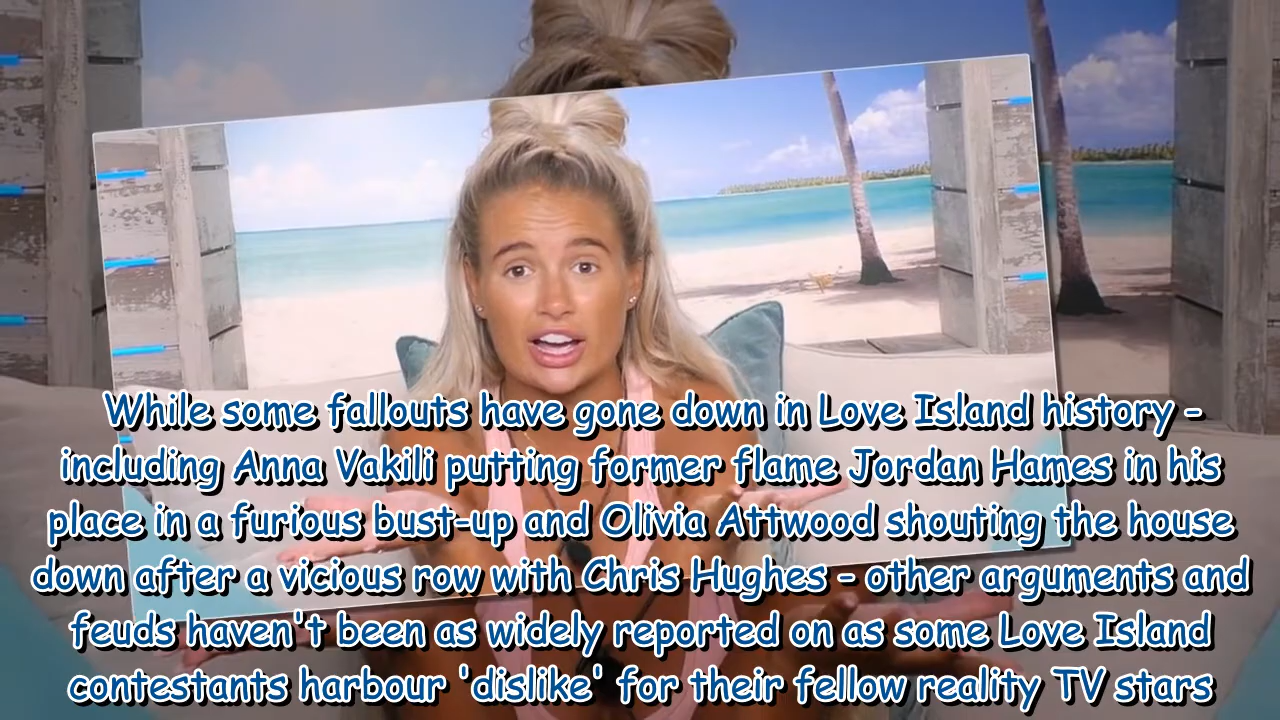 While some fallouts have gone down in Love Island history -
including Anna Vakili putting former flame Jordan Hames in his
place in a furious bust-up and Olivia Attwood shouting the house
down after a vicious row with Chris Hughes - other arguments and
feuds haven't been as widely reported on as some Love Island
contestants harbour 'dislike' for their fellow reality TV stars